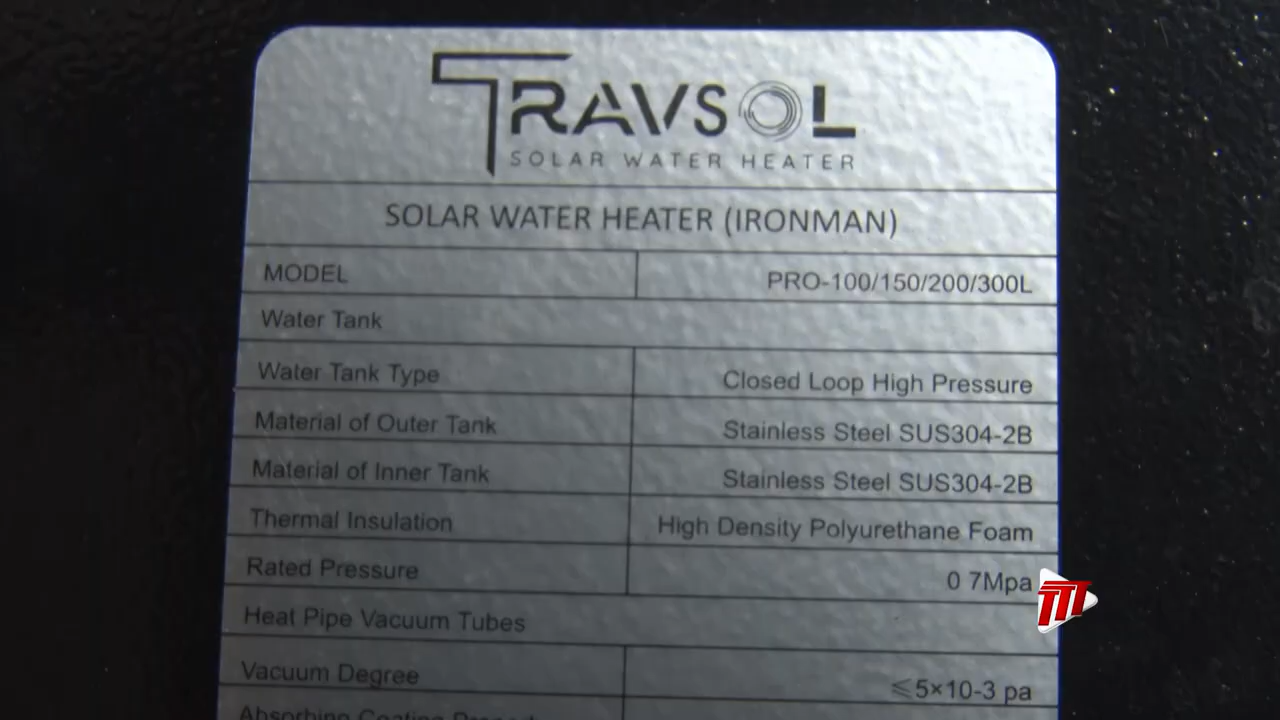 TRAVSOL
SOLAR WATER HEATER
SOLAR WATER HEATER (IRONMAN)
MODEL PRO-100/150/200/300L
Water Tank
Water Tank Type Closed Loop High Pressure
Material of Outer Tank Stainless Steel SUS304-2B
Material of Inner Tank Stainless Steel SUS304-2B
Thermal Insulation High Density Polyurethane Foam
Rated Pressure 0 7Mpa
TTT
Heat Pipe Vacuum Tubes
Vacuum Degree ⩽5×10-3 pa
Absorbing Coating